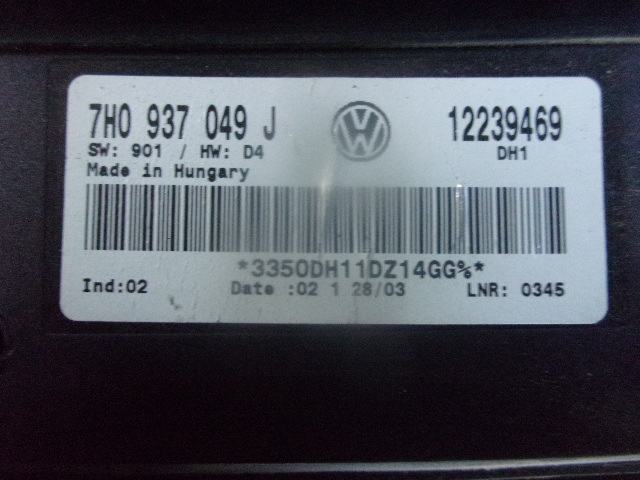 7H0 937 049 J 12239469
SW: 901 / HW: D4 DH1
Made in Hungary
*3350DH11DZ14GG%*
Ind:02 Date :02 1 28/03 LNR: 0345